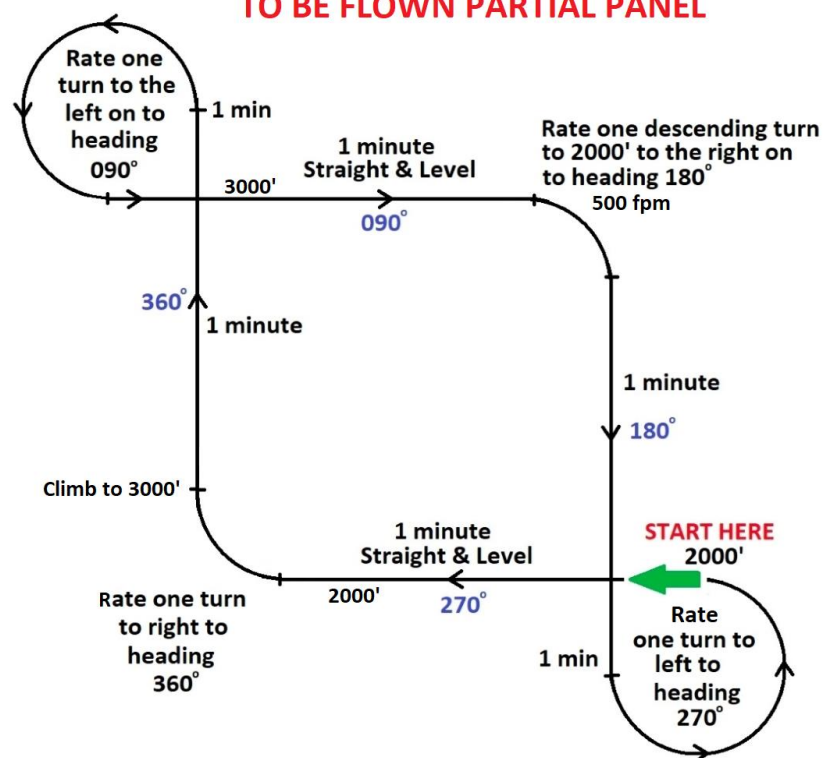 TO BE FLOWN PARTIAL PANEL
Rate one
turn to the
left on to
heading
090°
1 min
1 minute
Straight & Level
3000'
090°
Rate one descending turn
to 2000' to the right on
to heading 180°
500 fpm
360°
1 minute
1 minute
180°
Climb to 3000'
1 minute
Straight & Level
2000'
270°
START HERE
2000'
Rate one turn
to right to
heading
360°
1 min
Rate
one turn to
left to
heading
270°